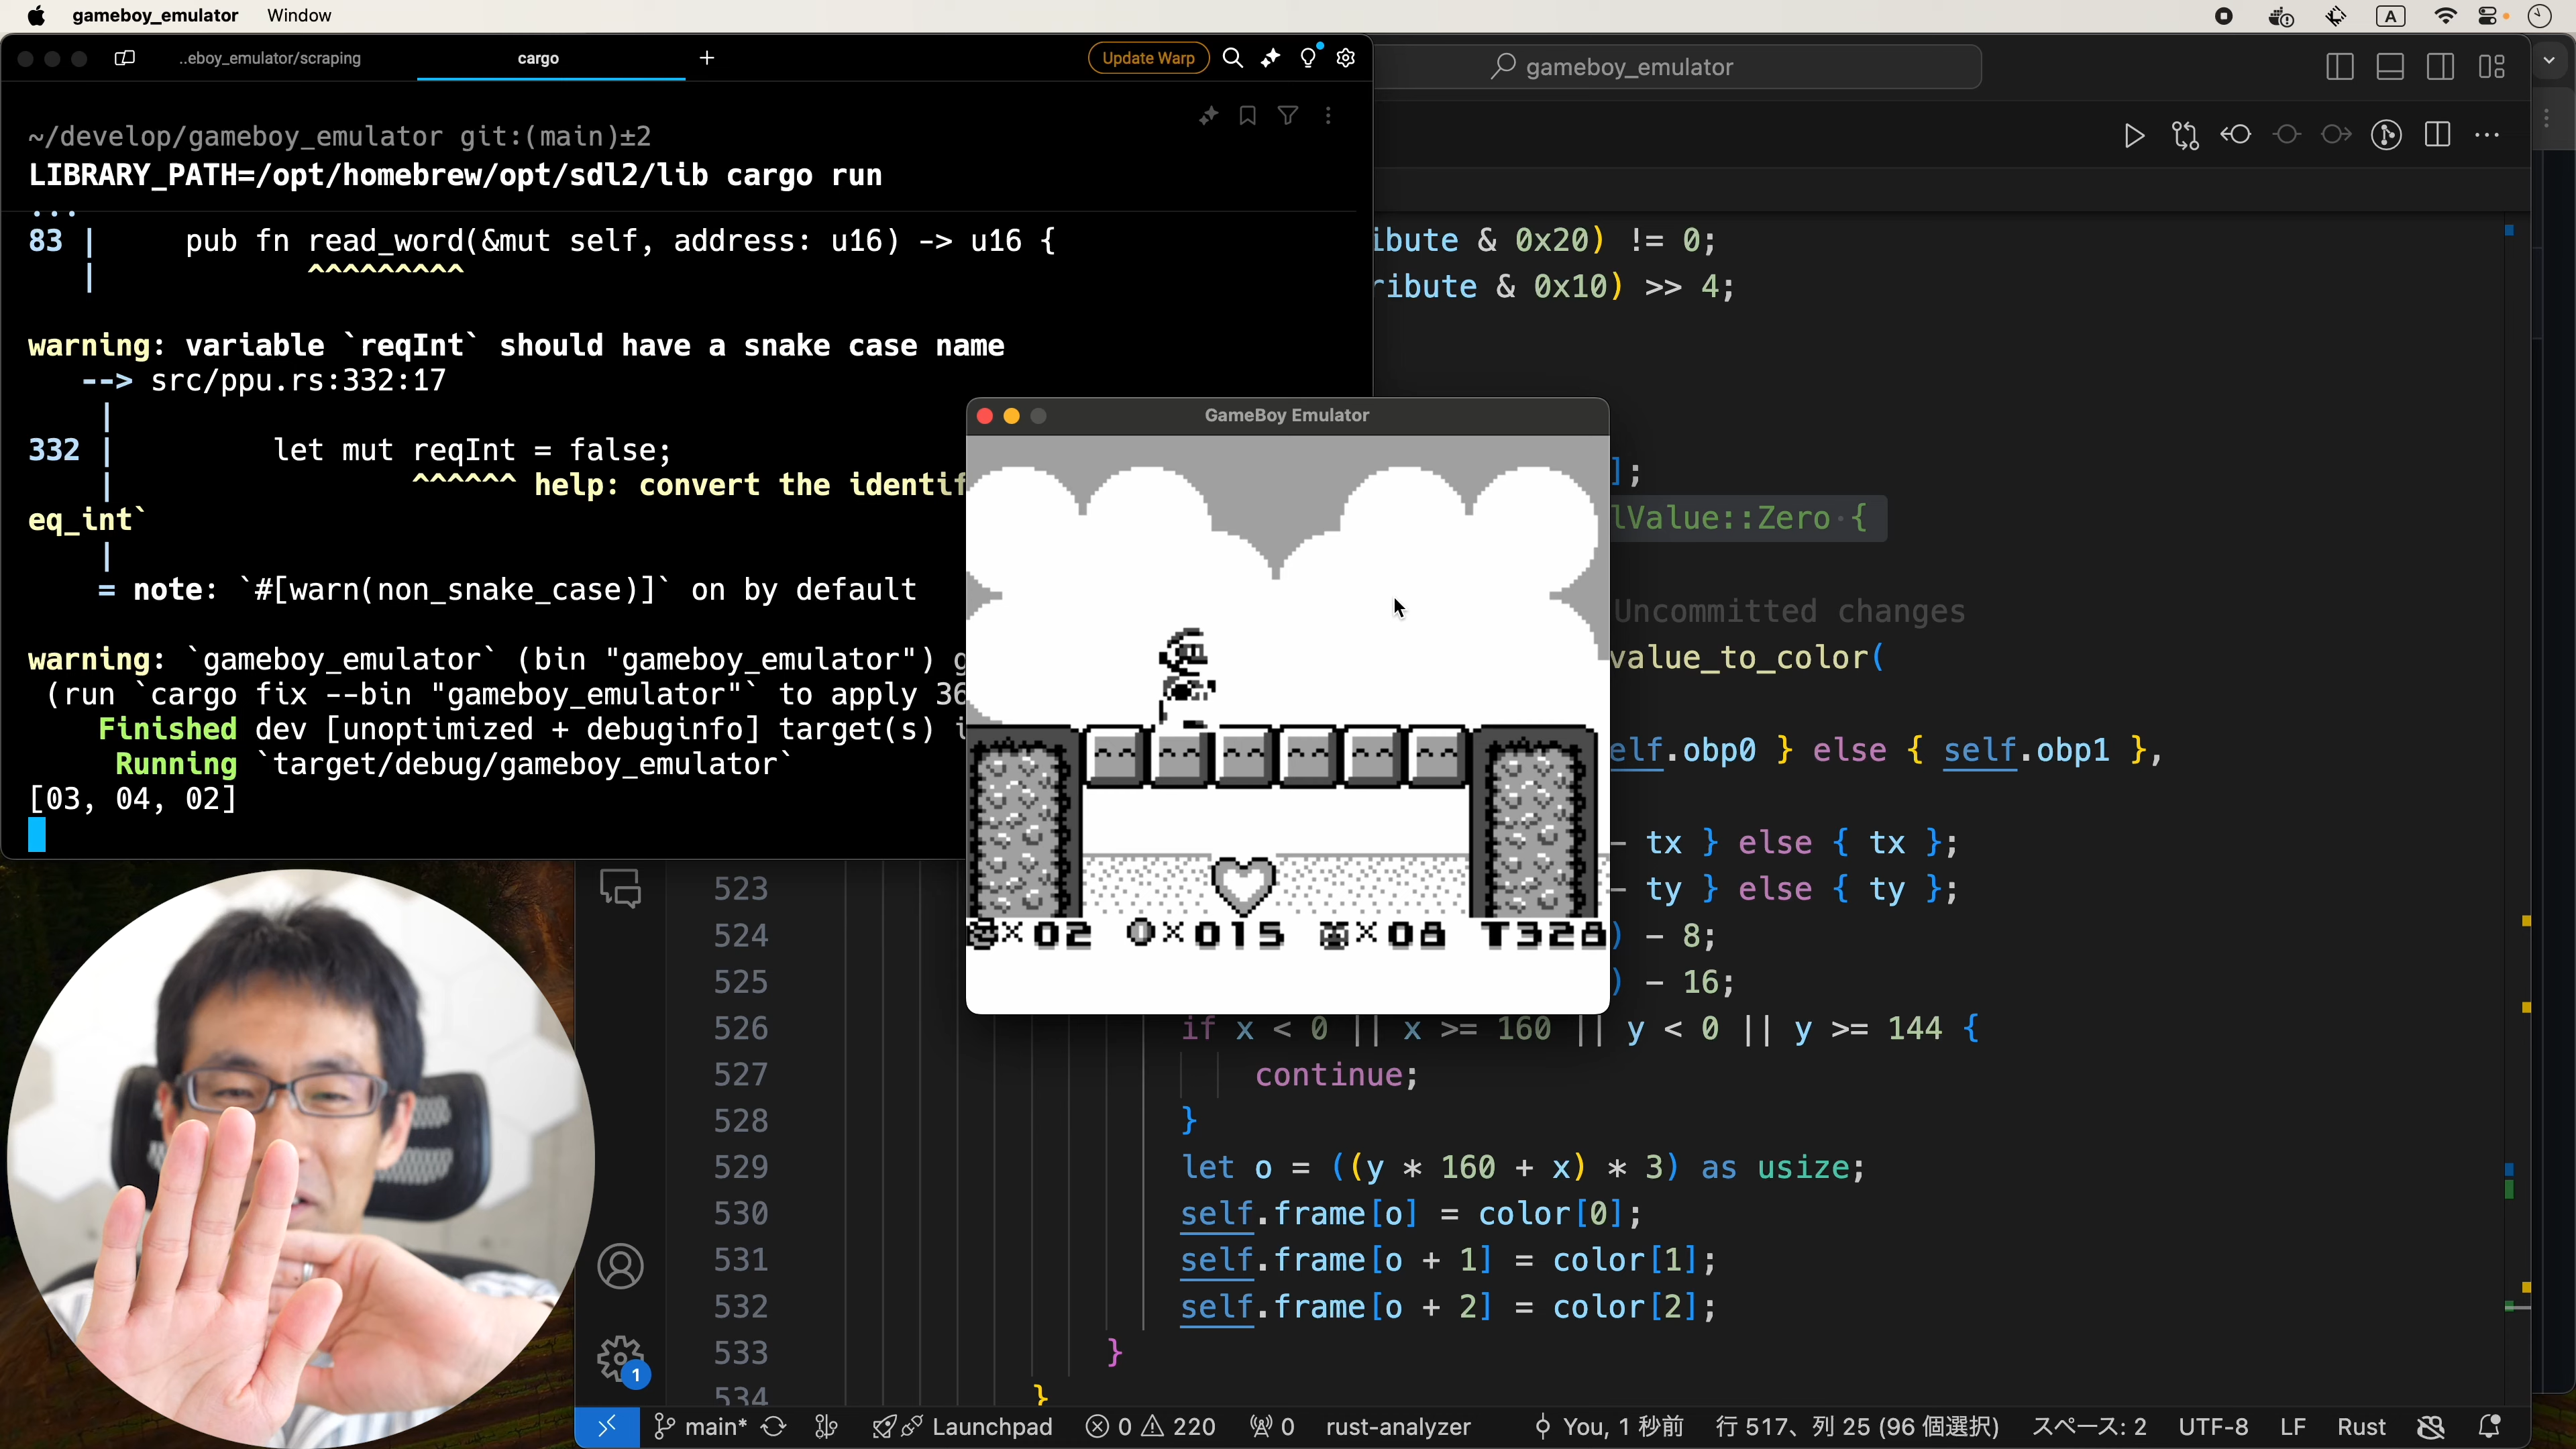 gameboy_emulator Window
A
..eboy_emulator/scraping
cargo
Update Warp
gameboy_emulator
~/develop/gameboy_emulator git:(main)±2
LIBRARY_PATH=/opt/homebrew/opt/sdl2/lib cargo run
...
83 | pub fn read_word(&mut self, address: u16) -> u16 {
| ^^^^^^^^^
warning: variable `reqInt` should have a snake case name
--> src/ppu.rs:332:17
|
332 | let mut reqInt = false;
| ^^^^^^ help: convert the identif
eq_int`
|
= note: `#[warn(non_snake_case)]` on by default
warning: `gameboy_emulator` (bin "gameboy_emulator") g
(run `cargo fix --bin "gameboy_emulator"` to apply 36
Finished dev [unoptimized + debuginfo] target(s) i
Running `target/debug/gameboy_emulator`
[03, 04, 02]
GameBoy Emulator
×02 ×015 ×08 T328
ibute & 0x20) != 0;
ribute & 0x10) >> 4;
];
lValue::Zero {
Uncommitted changes
value_to_color(
elf.obp0 } else { self.obp1 },
- tx } else { tx };
523 - ty } else { ty };
524 ) - 8;
525 ) - 16;
526 if x < 0 || x >= 160 || y < 0 || y >= 144 {
527 continue;
528 }
529 let o = ((y * 160 + x) * 3) as usize;
530 self.frame[o] = color[0];
531 self.frame[o + 1] = color[1];
532 self.frame[o + 2] = color[2];
533 }
534 }
1
main* Launchpad 0 220 0 rust-analyzer You, 1 秒前 行 517、列 25 (96 個選択) スペース: 2 UTF-8 LF Rust